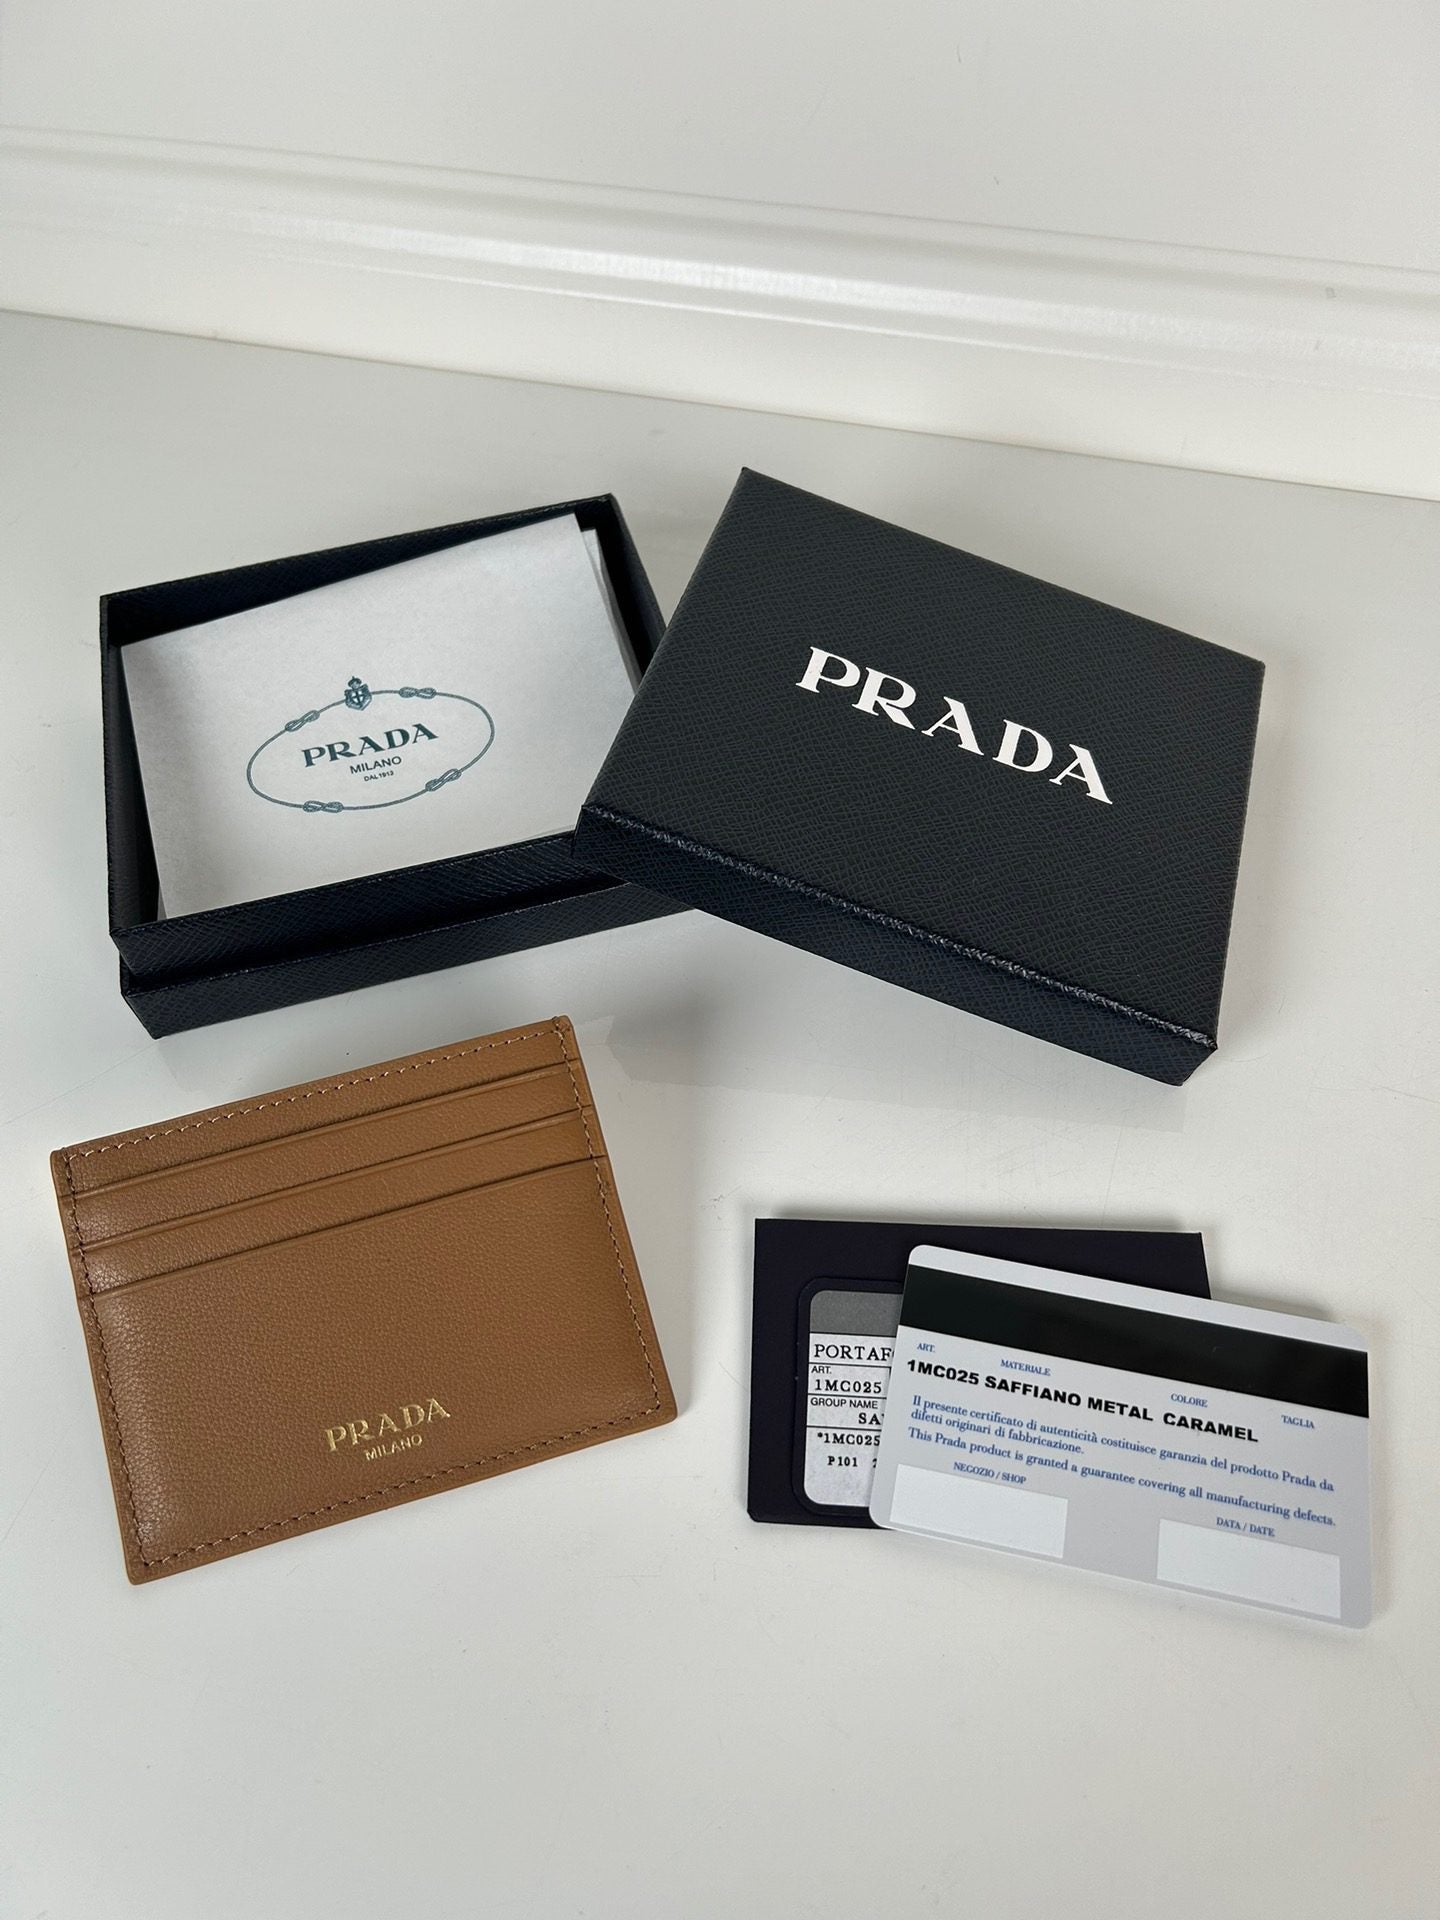 PRADA
MILANO
DAL 1913
PRADA
PRADA
MILANO
ART.
1MC025
GROUP NAME
*1MC025
P101
ART. MATERIALE COLORE TAGLIA
1MC025 SAFFIANO METAL CARAMEL
Il presente certificato di autenticità costituisce garanzia del prodotto Prada da
difetti originari di fabbricazione.
This Prada product is granted a guarantee covering all manufacturing defects.
NEGOZIO / SHOP
DATA / DATE